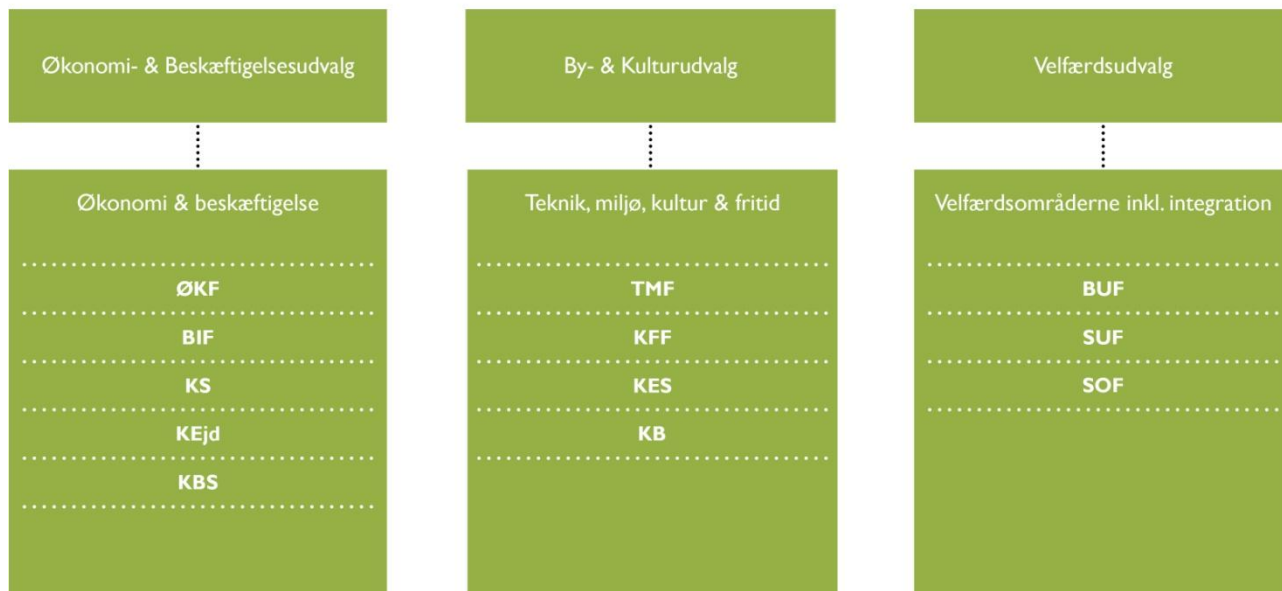 Økonomi- & Beskæftigelsesudvalg
Økonomi & beskæftigelse
ØKF
BIF
KS
KEjd
KBS
By- & Kulturudvalg
Teknik, miljø, kultur & fritid
TMF
KFF
KES
KB
Velfærdsudvalg
Velfærdsområderne inkl. integration
BUF
SUF
SOF